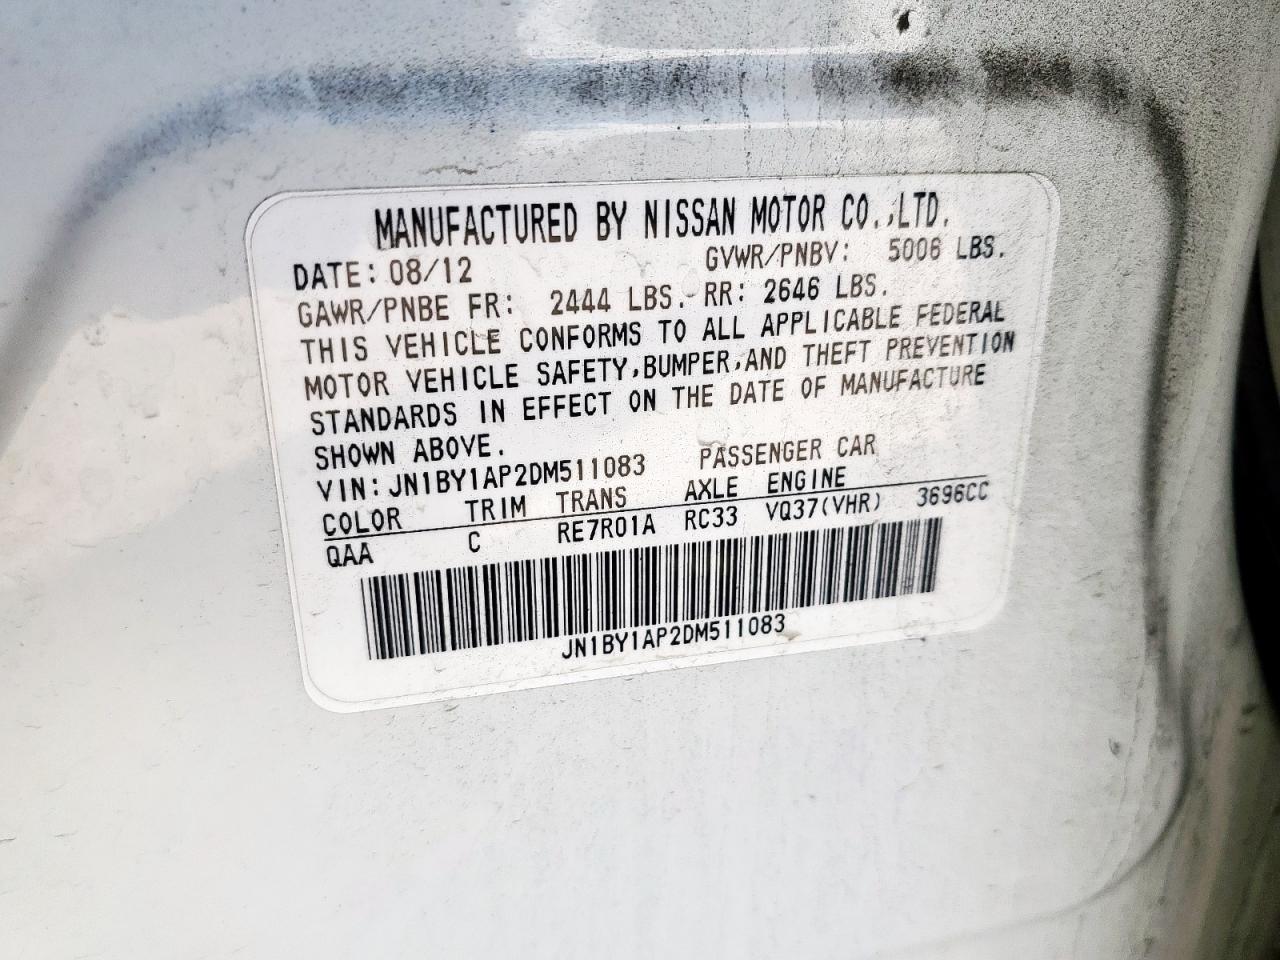 MANUFACTURED BY NISSAN MOTOR CO.,LTD.
DATE: 08/12 GVWR/PNBV: 5006 LBS.
GAWR/PNBE FR: 2444 LBS. RR: 2646 LBS.
THIS VEHICLE CONFORMS TO ALL APPLICABLE FEDERAL
MOTOR VEHICLE SAFETY,BUMPER,AND THEFT PREVENTION
STANDARDS IN EFFECT ON THE DATE OF MANUFACTURE
SHOWN ABOVE.
VIN: JN1BY1AP2DM511083 PASSENGER CAR
COLOR TRIM TRANS AXLE ENGINE
QAA C RE7R01A RC33 VQ37(VHR) 3696CC
JN1BY1AP2DM511083